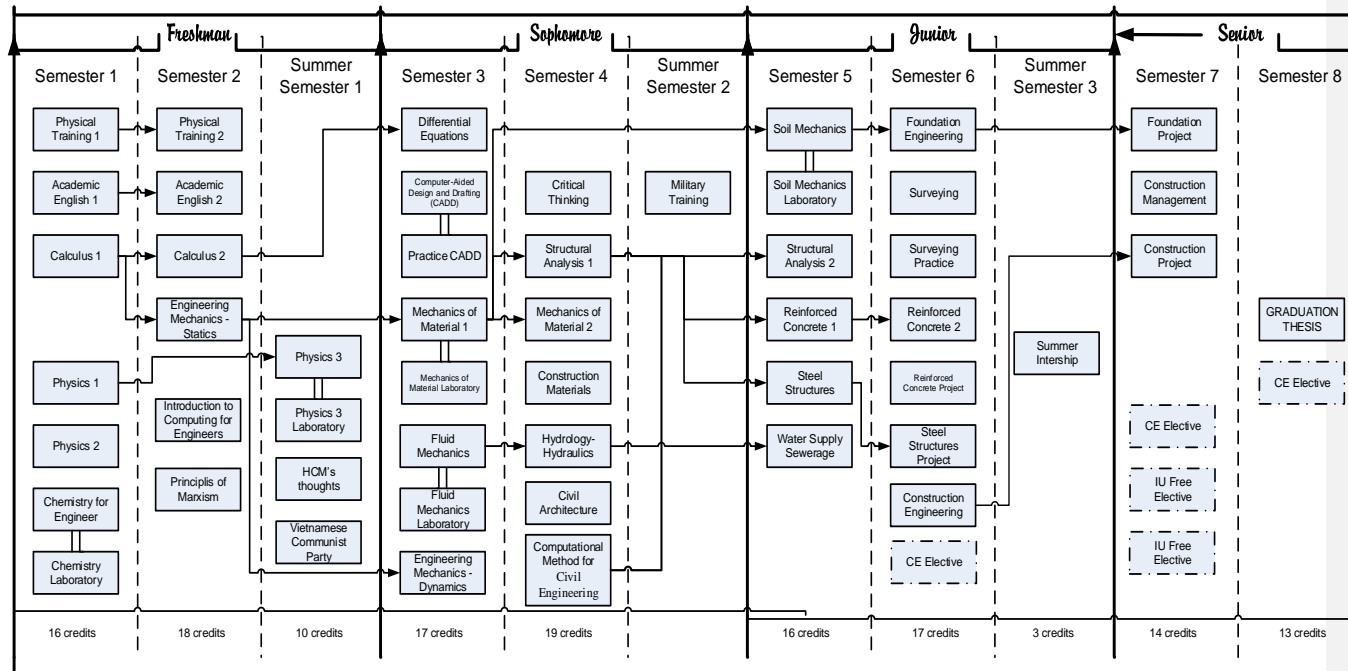 Freshman
Sophomore
Junior
Senior
Semester 1
Semester 2
Summer
Semester 1
Semester 3
Semester 4
Summer
Semester 2
Semester 5
Semester 6
Summer
Semester 3
Semester 7
Semester 8
Physical
Training 1
Academic
English 1
Calculus 1
Physics 1
Physics 2
Chemistry for
Engineer
Chemistry
Laboratory
Physical
Training 2
Academic
English 2
Calculus 2
Engineering
Mechanics -
Statics
Introduction to
Computing for
Engineers
Principlis of
Marxism
Physics 3
Physics 3
Laboratory
HCM's
thoughts
Vietnamese
Communist
Party
Differential
Equations
Computer-Aided
Design and Drafting
(CADD)
Practice CADD
Mechanics of
Material 1
Mechanics of
Material Laboratory
Fluid
Mechanics
Fluid
Mechanics
Laboratory
Engineering
Mechanics -
Dynamics
Critical
Thinking
Structural
Analysis 1
Mechanics of
Material 2
Construction
Materials
Hydrology-
Hydraulics
Civil
Architecture
Computational
Method for
Civil
Engineering
Military
Training
Soil Mechanics
Soil Mechanics
Laboratory
Structural
Analysis 2
Reinforced
Concrete 1
Steel
Structures
Water Supply
Sewerage
Foundation
Engineering
Surveying
Surveying
Practice
Reinforced
Concrete 2
Reinforced
Concrete Project
Steel
Structures
Project
Construction
Engineering
CE Elective
Summer
Intership
Foundation
Project
Construction
Management
Construction
Project
CE Elective
IU Free
Elective
IU Free
Elective
GRADUATION
THESIS
CE Elective
16 credits
18 credits
10 credits
17 credits
19 credits
16 credits
17 credits
3 credits
14 credits
13 credits